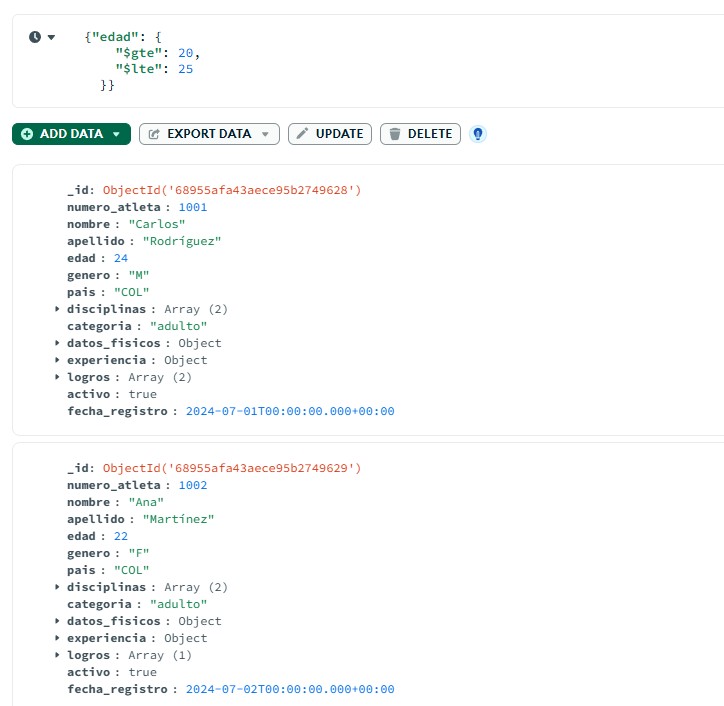 {"edad": {
"$gte": 20,
"$lte": 25
}}
ADD DATA EXPORT DATA UPDATE DELETE
_id: ObjectId('68955afa43aece95b2749628')
numero_atleta : 1001
nombre : "Carlos"
apellido : "Rodríguez"
edad : 24
genero : "M"
pais : "COL"
disciplinas : Array (2)
categoria : "adulto"
datos_fisicos : Object
experiencia : Object
logros : Array (2)
activo : true
fecha_registro : 2024-07-01T00:00:00.000+00:00
_id: ObjectId('68955afa43aece95b2749629')
numero_atleta : 1002
nombre : "Ana"
apellido : "Martínez"
edad : 22
genero : "F"
pais : "COL"
disciplinas : Array (2)
categoria : "adulto"
datos_fisicos : Object
experiencia : Object
logros : Array (1)
activo : true
fecha_registro : 2024-07-02T00:00:00.000+00:00